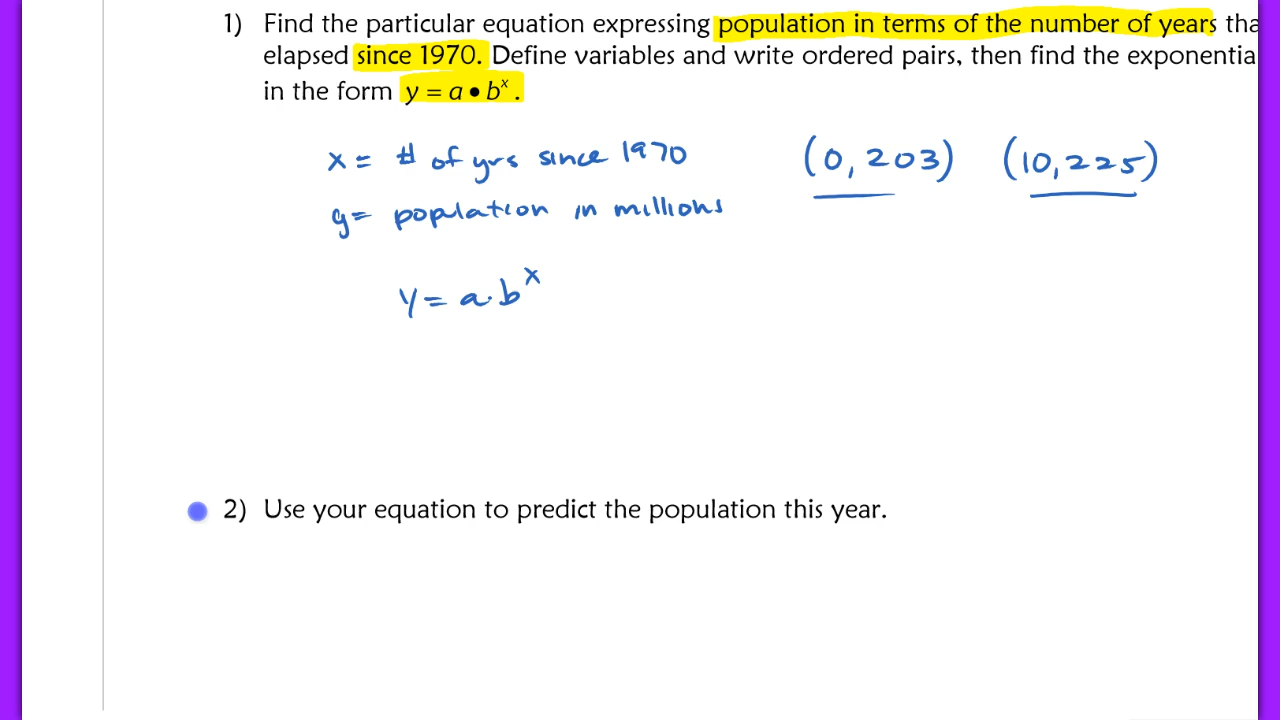 1) Find the particular equation expressing population in terms of the number of years tha
elapsed since 1970. Define variables and write ordered pairs, then find the exponentia
in the form y = a • bˣ.
x = # of yrs since 1970 (0, 203) (10, 225)
y = population in millions
y = a · bˣ
2) Use your equation to predict the population this year.